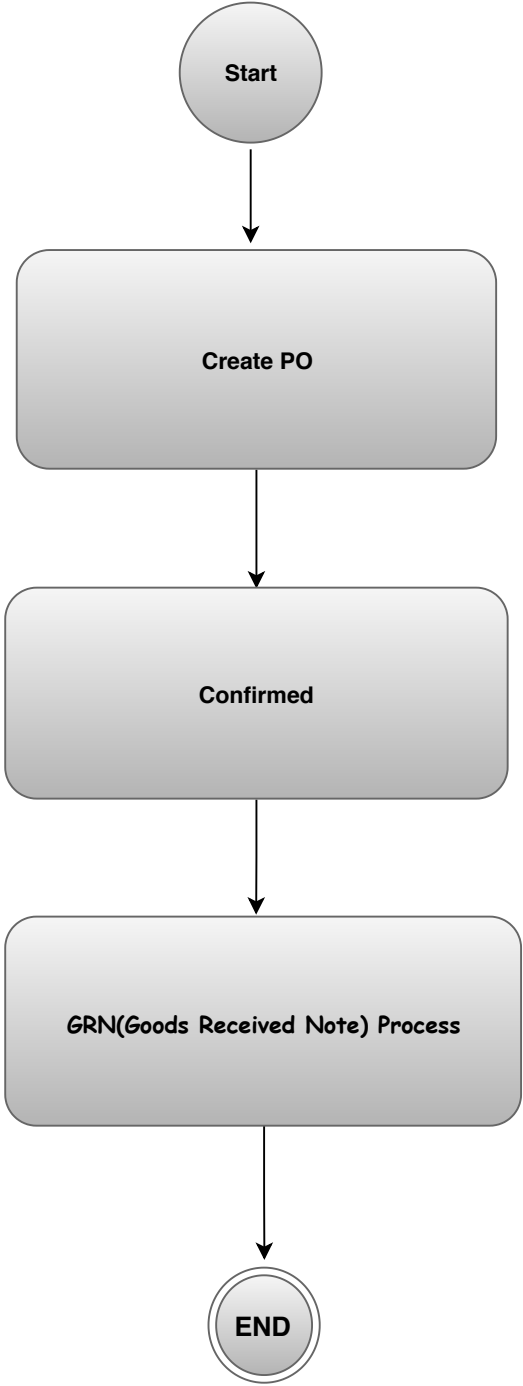 Start
Create PO
Confirmed
GRN(Goods Received Note) Process
END